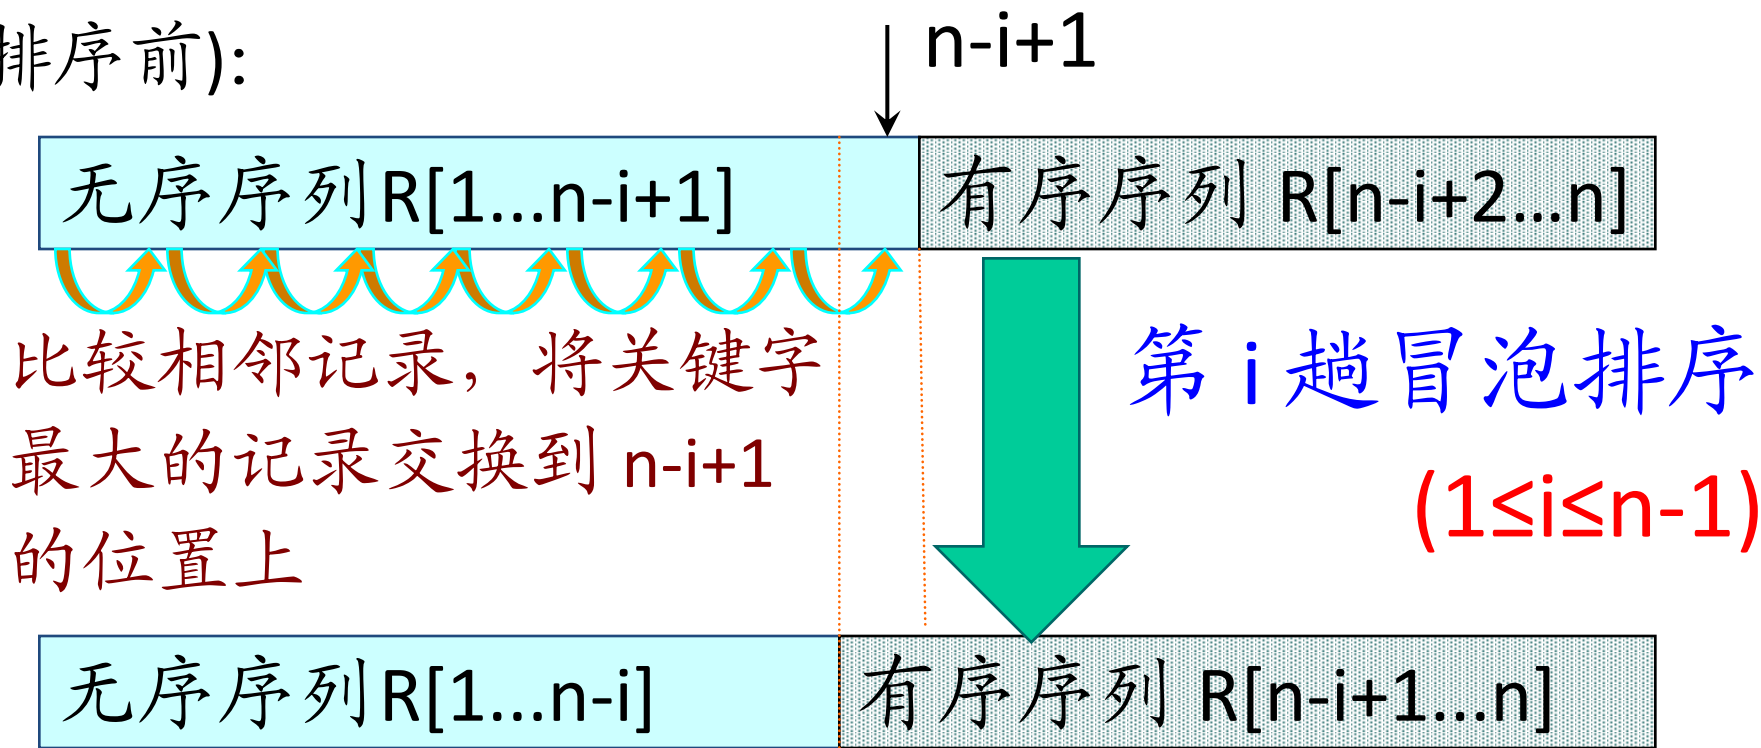 排序前):
n-i+1
无序序列R[1...n-i+1]
有序序列 R[n-i+2...n]
比较相邻记录，将关键字
最大的记录交换到 n-i+1
的位置上
第 i 趟冒泡排序
(1≤i≤n-1)
无序序列R[1...n-i]
有序序列 R[n-i+1...n]